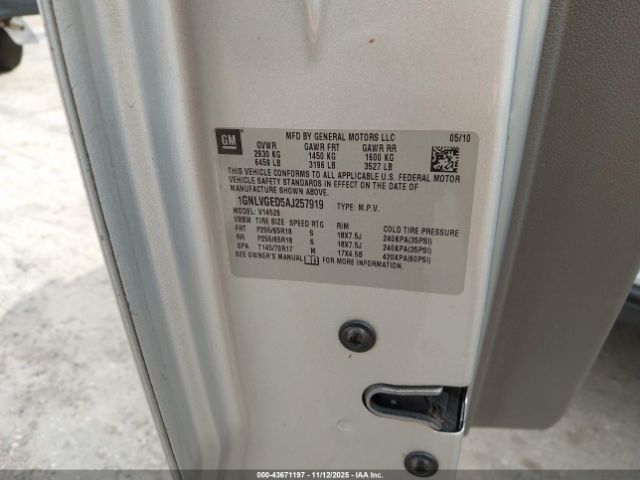 GM
MFD BY GENERAL MOTORS LLC 05/10
GVWR GAWR FRT GAWR RR
2930 KG 1450 KG 1600 KG
6459 LB 3196 LB 3527 LB
THIS VEHICLE CONFORMS TO ALL APPLICABLE U.S. FEDERAL MOTOR
VEHICLE SAFETY STANDARDS IN EFFECT ON THE DATE OF
MANUFACTURE SHOWN ABOVE.
1GNLVGED5AJ257919 TYPE: M.P.V.
MODEL: V14526
VBBW TIRE SIZE SPEED RTG RIM COLD TIRE PRESSURE
FRT P255/65R18 S 18X7.5J 240KPA(35PSI)
RR P255/65R18 S 18X7.5J 240KPA(35PSI)
SPA T145/70R17 M 17X4.5B 420KPA(60PSI)
SEE OWNER'S MANUAL FOR MORE INFORMATION.
000-43671197 - 11/12/2025 - IAAI.COM